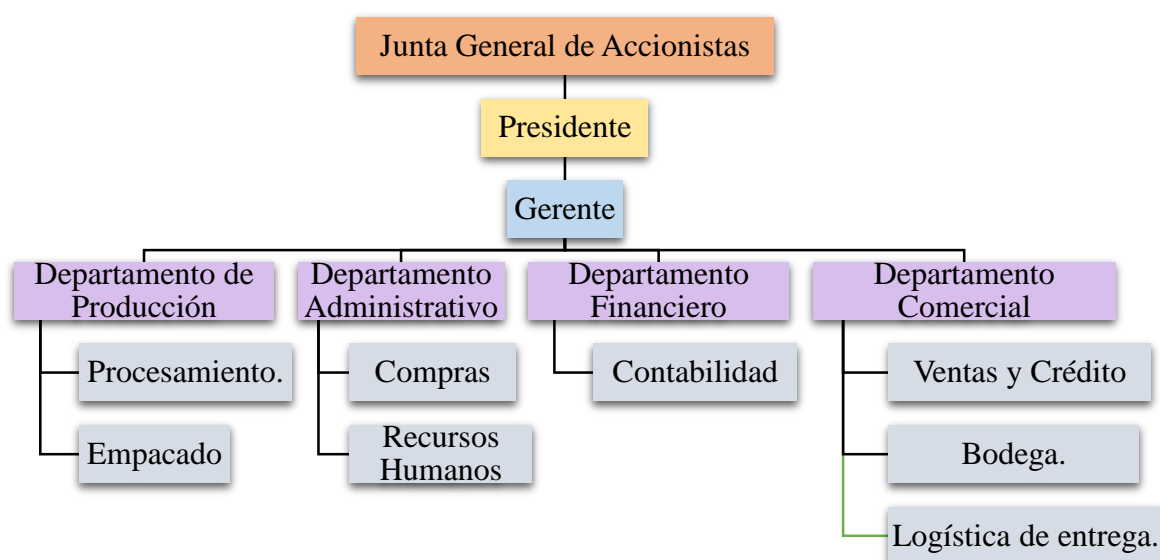 Junta General de Accionistas
Presidente
Gerente
Departamento de
Producción
Procesamiento.
Empacado
Departamento
Administrativo
Compras
Recursos
Humanos
Departamento
Financiero
Contabilidad
Departamento
Comercial
Ventas y Crédito
Bodega.
Logística de entrega.